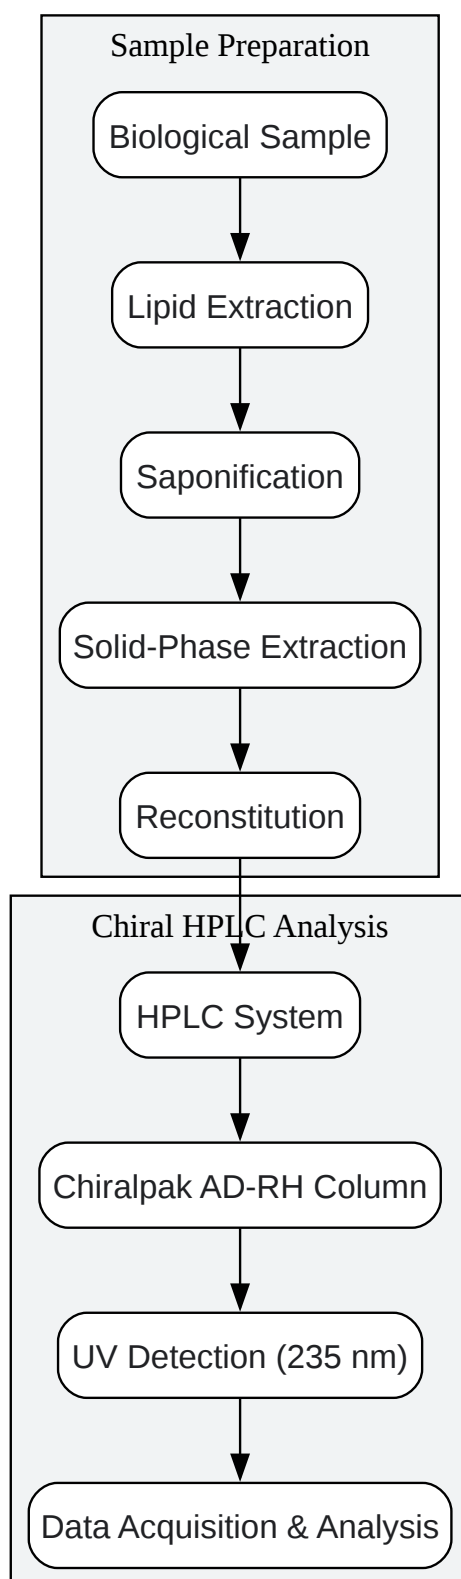 Sample Preparation
Biological Sample
Lipid Extraction
Saponification
Solid-Phase Extraction
Reconstitution
Chiral HPLC Analysis
HPLC System
Chiralpak AD-RH Column
UV Detection (235 nm)
Data Acquisition & Analysis